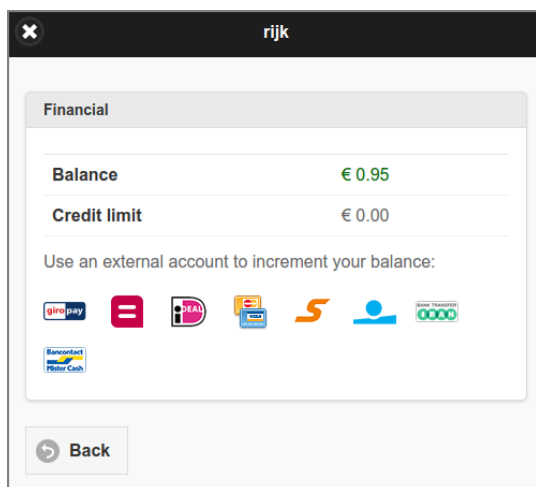 rijk
Financial
Balance € 0.95
Credit limit € 0.00
Use an external account to increment your balance:
giropay
iDEAL
VISA
BANK TRANSFER
IBAN
Bancontact
Mister Cash
Back